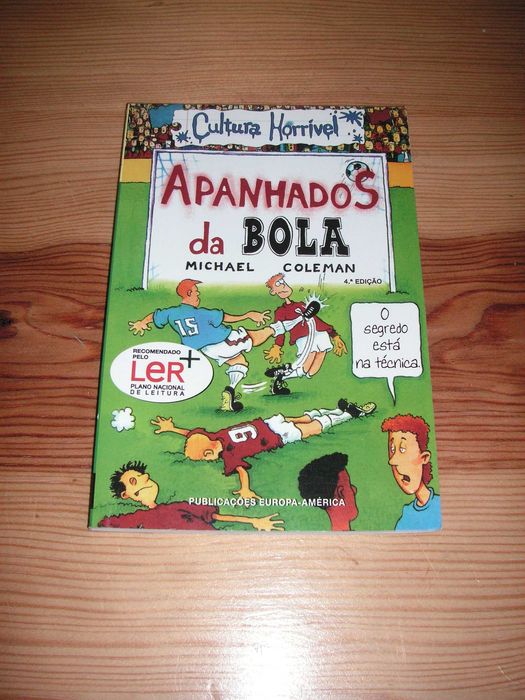 Cultura Horrível
APANHADOS
da BOLA
MICHAEL COLEMAN
4.ª EDIÇÃO
15
O
segredo
está
na técnica.
RECOMENDADO
PELO
LER+
PLANO NACIONAL
DE LEITURA
9
PUBLICAÇÕES EUROPA-AMÉRICA